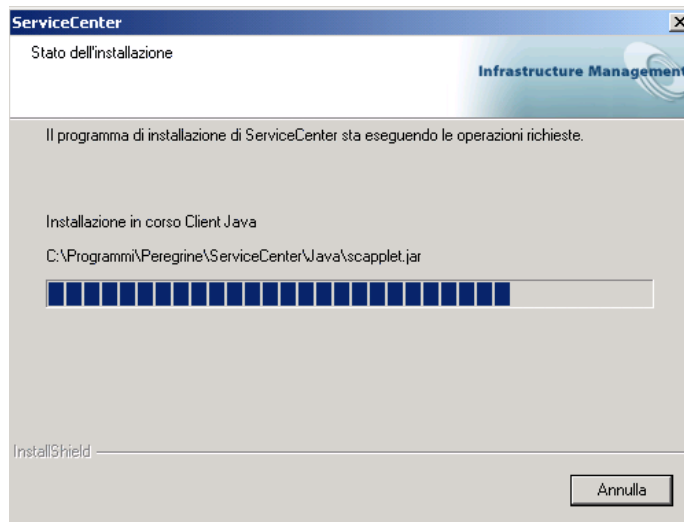 ServiceCenter
Stato dell'installazione
Infrastructure Management
Il programma di installazione di ServiceCenter sta eseguendo le operazioni richieste.
Installazione in corso Client Java
C:\Programmi\Peregrine\ServiceCenter\Java\scapplet.jar
InstallShield
Annulla